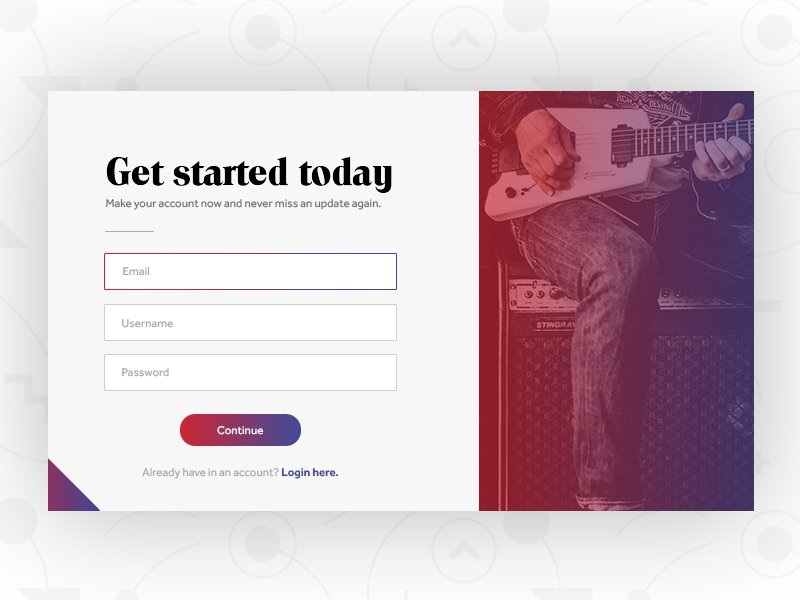 Get started today
Make your account now and never miss an update again.
Email
Username
Password
Continue
Already have in an account? Login here.
STINGRAY